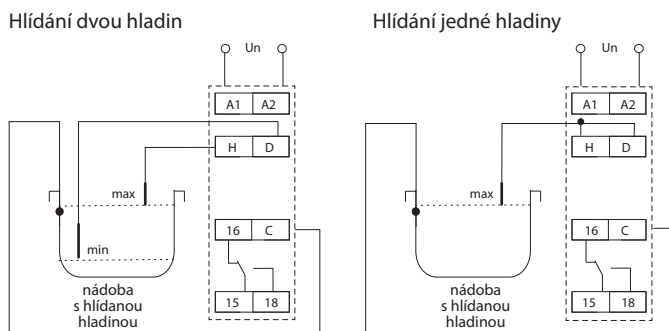 Hlídání dvou hladin
Un
A1 A2
H D
max
min
16 C
15 18
nádoba
s hlídanou
hladinou
Hlídání jedné hladiny
Un
A1 A2
H D
max
16 C
15 18
nádoba
s hlídanou
hladinou